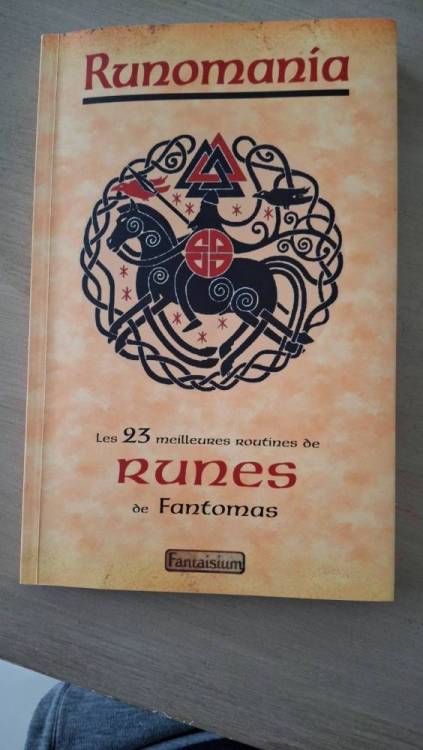 Runomanía
Les 23 meilleures routines de
RUNES
de Fantomas
Fantaisium